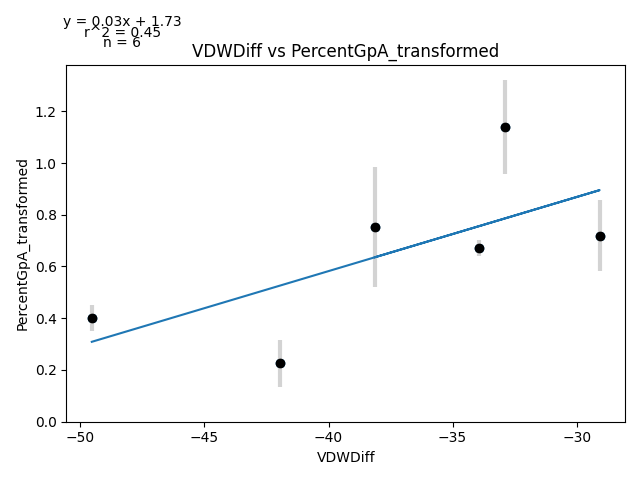 y = 0.03x + 1.73
r^2 = 0.45
n = 6
VDWDiff vs PercentGpA_transformed
PercentGpA_transformed
1.2
1.0
0.8
0.6
0.4
0.2
0.0
−50
−45
−40
−35
−30
VDWDiff